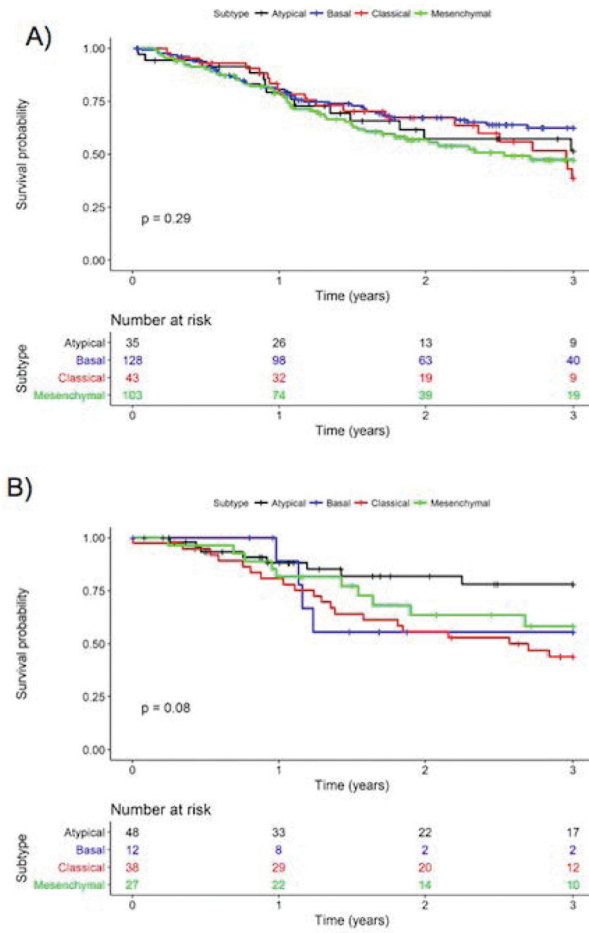 A)
Subtype Atypical Basal Classical Mesenchymal
1.00
0.75
0.50
0.25
0.00
Survival probability
p = 0.29
0 1 2 3
Time (years)
Number at risk
Subtype
Atypical 35 26 13 9
Basal 128 98 63 40
Classical 43 32 19 9
Mesenchymal 103 74 39 19
0 1 2 3
Time (years)
B)
Subtype Atypical Basal Classical Mesenchymal
1.00
0.75
0.50
0.25
0.00
Survival probability
p = 0.08
0 1 2 3
Time (years)
Number at risk
Subtype
Atypical 48 33 22 17
Basal 12 8 2 2
Classical 38 29 20 12
Mesenchymal 27 22 14 10
0 1 2 3
Time (years)